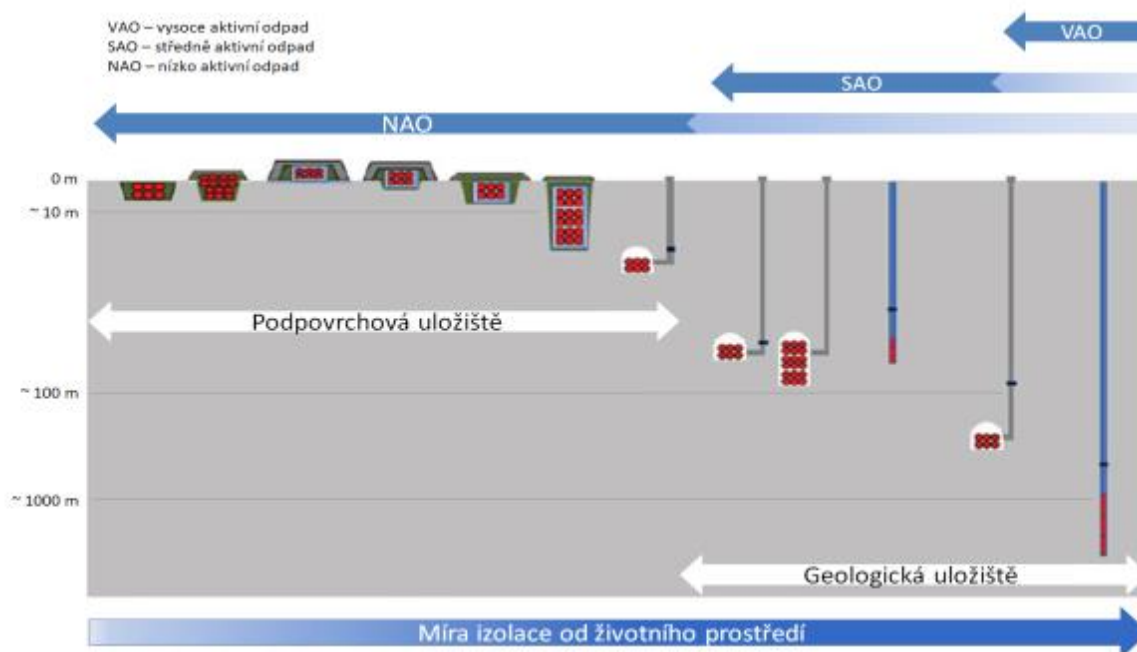 VAO – vysoce aktivní odpad
SAO – středně aktivní odpad
NAO – nízko aktivní odpad
VAO
SAO
NAO
0 m
~ 10 m
Podpovrchová uložiště
~ 100 m
~ 1000 m
Geologická uložiště
Míra izolace od životního prostředí